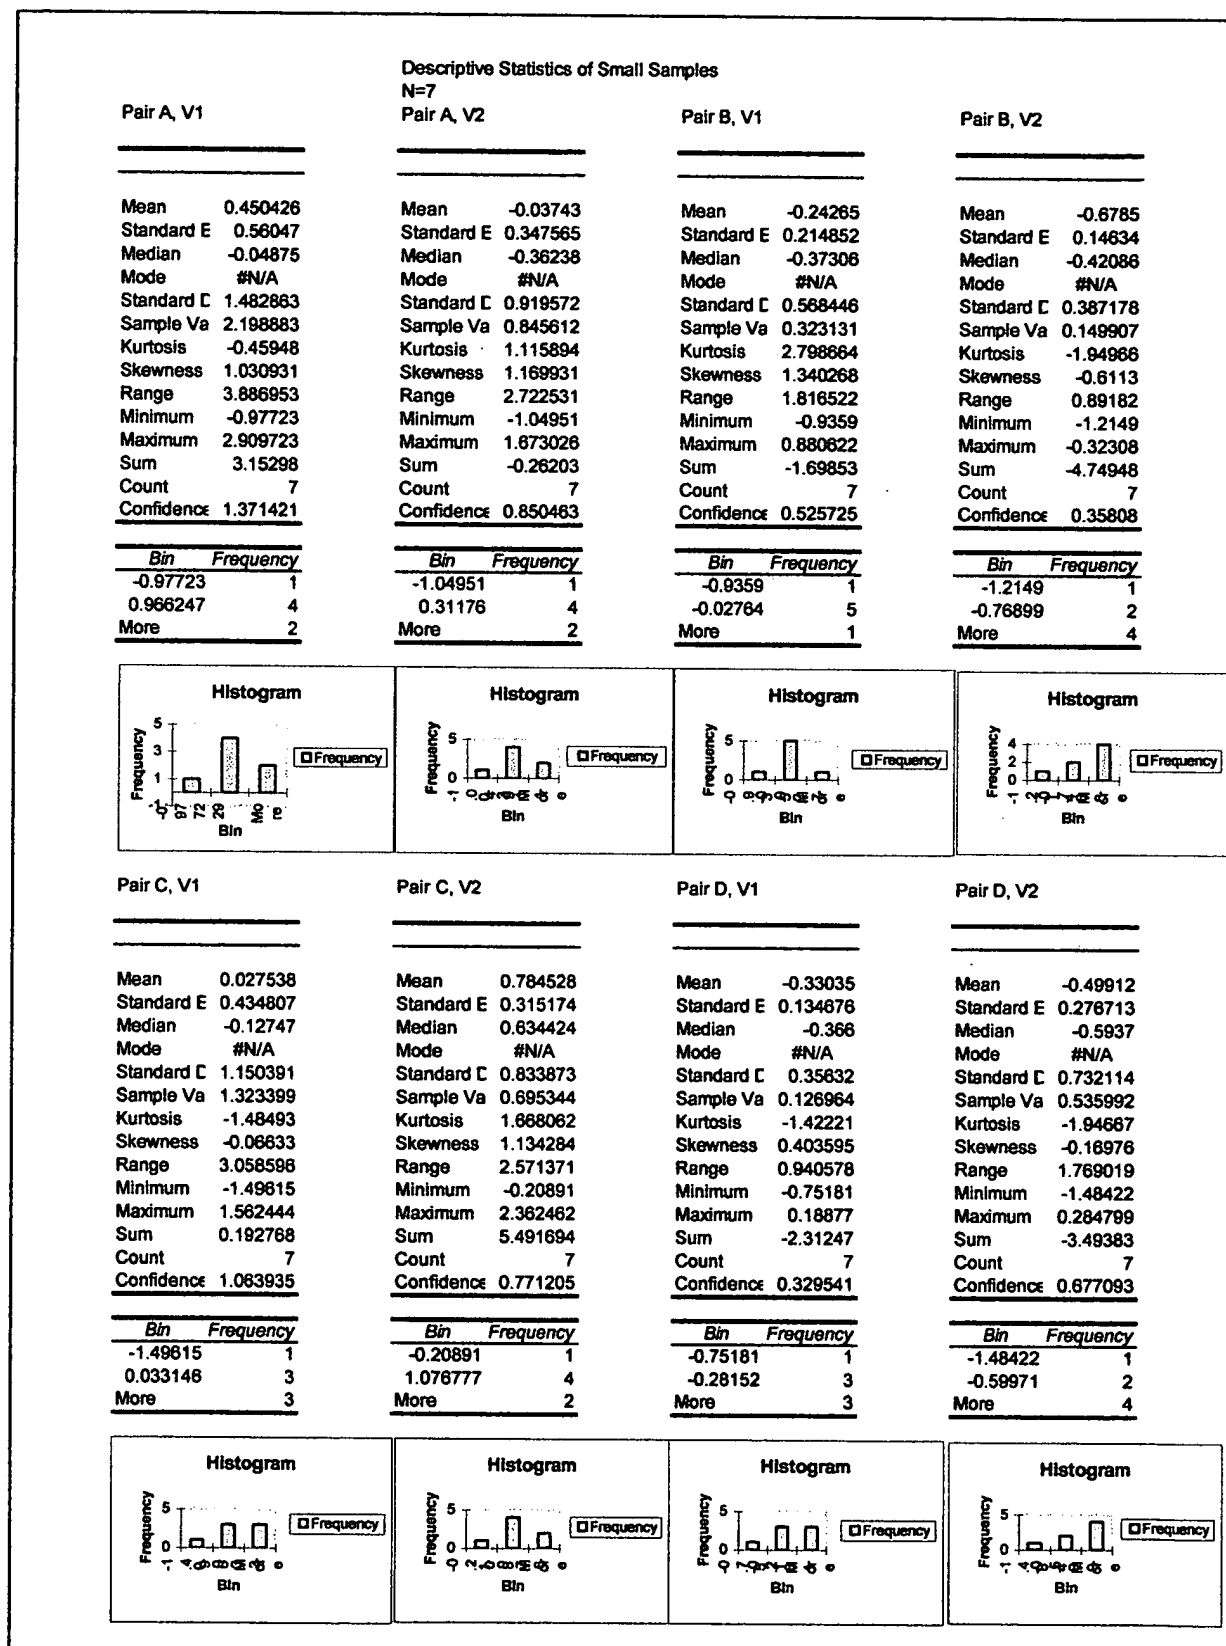 Descriptive Statistics of Small Samples
N=7
Pair A, V1 Pair A, V2 Pair B, V1 Pair B, V2
Mean 0.450426 Mean -0.03743 Mean -0.24265 Mean -0.6785
Standard E 0.56047 Standard E 0.347565 Standard E 0.214852 Standard E 0.14634
Median -0.04875 Median -0.36238 Median -0.37306 Median -0.42086
Mode #N/A Mode #N/A Mode #N/A Mode #N/A
Standard D 1.482863 Standard D 0.919572 Standard D 0.568446 Standard D 0.387178
Sample Va 2.198883 Sample Va 0.845612 Sample Va 0.323131 Sample Va 0.149907
Kurtosis -0.45948 Kurtosis 1.115894 Kurtosis 2.798664 Kurtosis -1.94966
Skewness 1.030931 Skewness 1.169931 Skewness 1.340268 Skewness -0.6113
Range 3.886953 Range 2.722531 Range 1.816522 Range 0.89182
Minimum -0.97723 Minimum -1.04951 Minimum -0.9359 Minimum -1.2149
Maximum 2.909723 Maximum 1.673026 Maximum 0.880622 Maximum -0.32308
Sum 3.15298 Sum -0.26203 Sum -1.69853 Sum -4.74948
Count 7 Count 7 Count 7 Count 7
Confidence 1.371421 Confidence 0.850463 Confidence 0.525725 Confidence 0.35808
Bin Frequency Bin Frequency Bin Frequency Bin Frequency
-0.97723 1 -1.04951 1 -0.9359 1 -1.2149 1
0.966247 4 0.31176 4 -0.02764 5 -0.76899 2
More 2 More 2 More 1 More 4
Histogram Histogram Histogram Histogram
Frequency 5 3 1 -1 Frequency Frequency 5 0 Frequency Frequency 5 0 Frequency Frequency 4 2 0 Frequency
Bin Bin Bin Bin
Pair C, V1 Pair C, V2 Pair D, V1 Pair D, V2
Mean 0.027538 Mean 0.784528 Mean -0.33035 Mean -0.49912
Standard E 0.434807 Standard E 0.315174 Standard E 0.134676 Standard E 0.276713
Median -0.12747 Median 0.634424 Median -0.366 Median -0.5937
Mode #N/A Mode #N/A Mode #N/A Mode #N/A
Standard D 1.150391 Standard D 0.833873 Standard D 0.35632 Standard D 0.732114
Sample Va 1.323399 Sample Va 0.695344 Sample Va 0.126964 Sample Va 0.535992
Kurtosis -1.48493 Kurtosis 1.668062 Kurtosis -1.42221 Kurtosis -1.94667
Skewness -0.06633 Skewness 1.134284 Skewness 0.403595 Skewness -0.16976
Range 3.058598 Range 2.571371 Range 0.940578 Range 1.769019
Minimum -1.49615 Minimum -0.20891 Minimum -0.75181 Minimum -1.48422
Maximum 1.562444 Maximum 2.362462 Maximum 0.18877 Maximum 0.284799
Sum 0.192768 Sum 5.491694 Sum -2.31247 Sum -3.49383
Count 7 Count 7 Count 7 Count 7
Confidence 1.063935 Confidence 0.771205 Confidence 0.329541 Confidence 0.677093
Bin Frequency Bin Frequency Bin Frequency Bin Frequency
-1.49615 1 -0.20891 1 -0.75181 1 -1.48422 1
0.033146 3 1.076777 4 -0.28152 3 -0.59971 2
More 3 More 2 More 3 More 4
Histogram Histogram Histogram Histogram
Frequency 5 0 Frequency Frequency 5 0 Frequency Frequency 5 0 Frequency Frequency 5 0 Frequency
Bin Bin Bin Bin